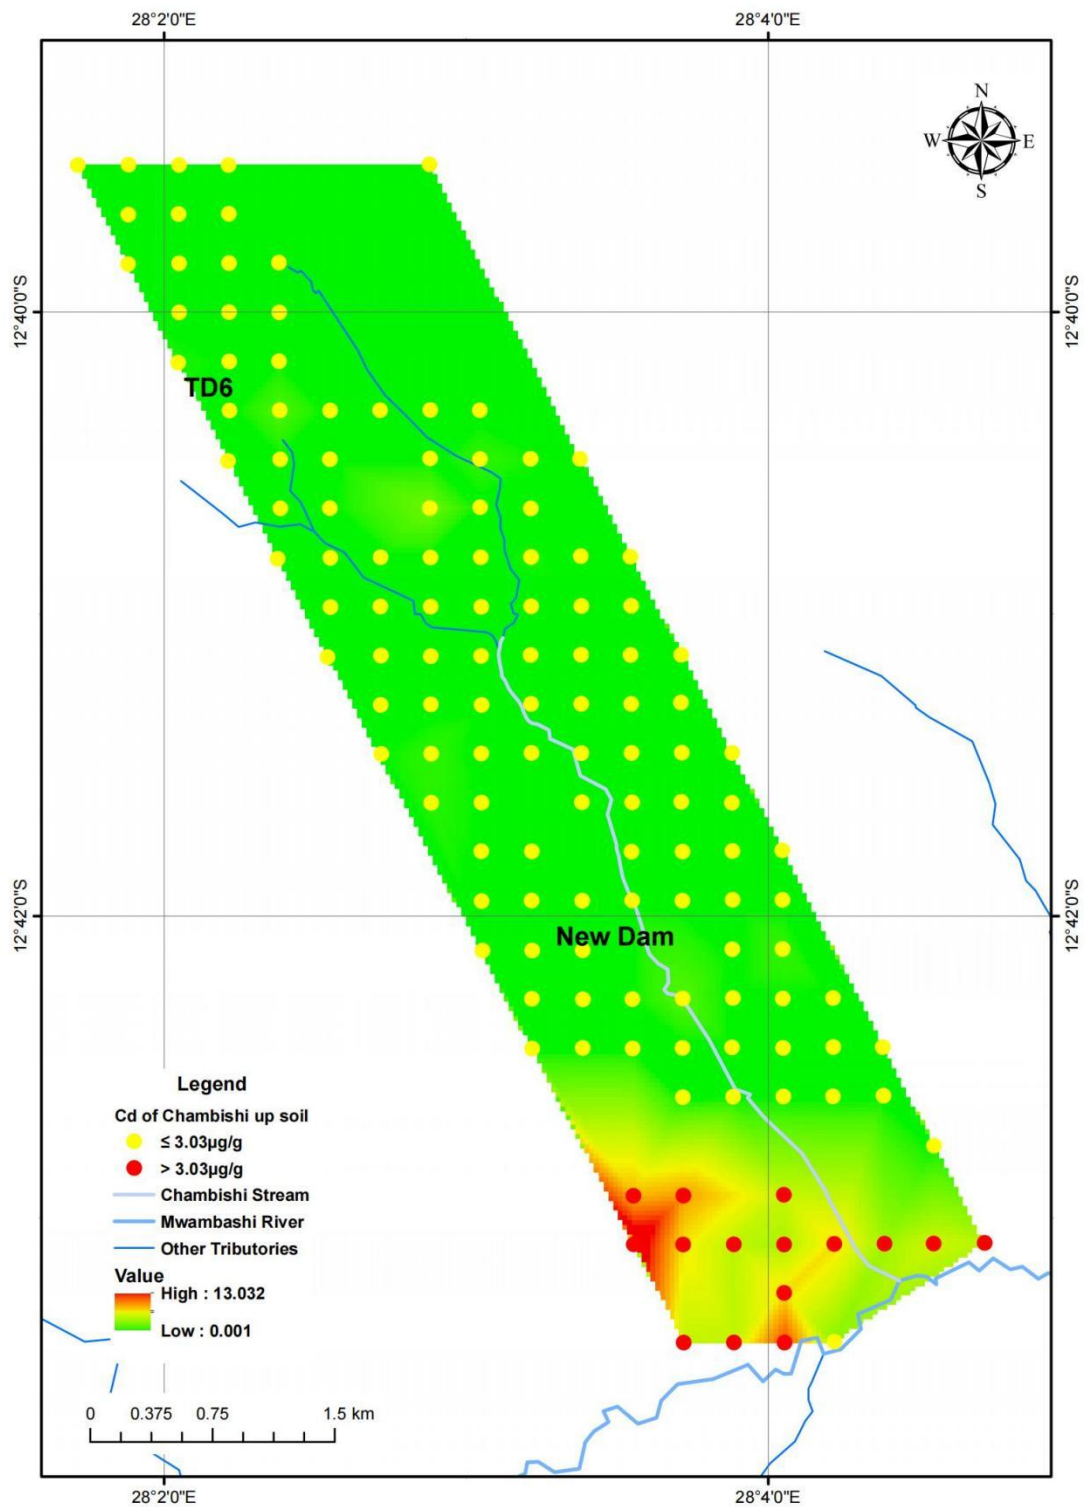 28°2'0"E
28°4'0"E
N
W
E
S
12°40'0"S
12°40'0"S
TD6
12°42'0"S
12°42'0"S
New Dam
Legend
Cd of Chambishi up soil
≤ 3.03µg/g
> 3.03µg/g
Chambishi Stream
Mwambashi River
Other Tributories
Value
High : 13.032
Low : 0.001
0 0.375 0.75 1.5 km
28°2'0"E
28°4'0"E